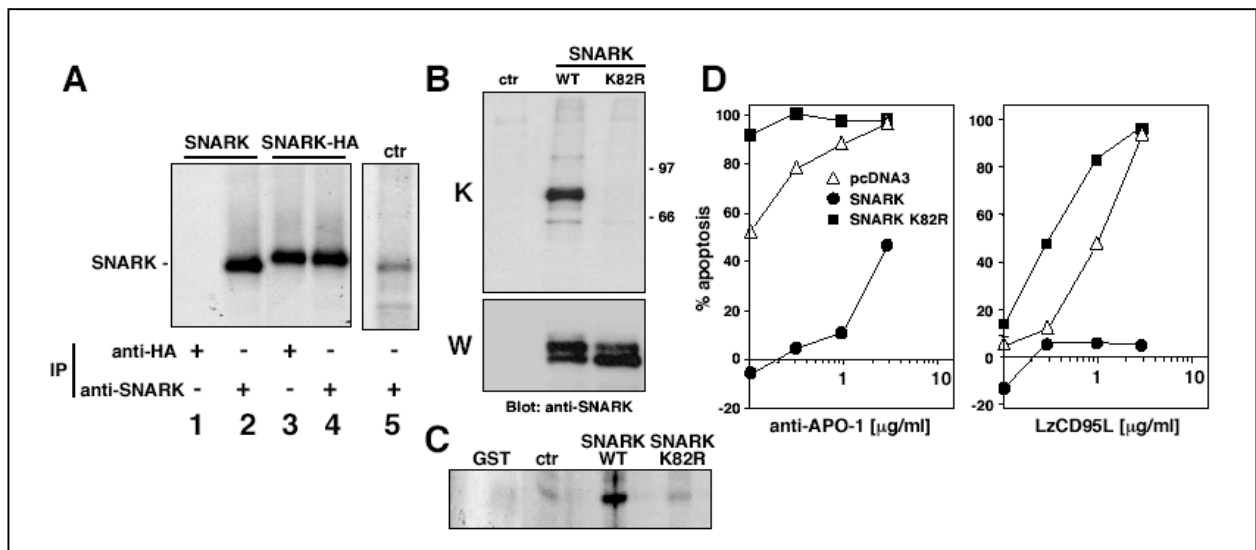 A
SNARK SNARK-HA ctr
SNARK -
IP
anti-HA + - + - -
anti-SNARK - + - + +
1 2 3 4 5
B
SNARK
ctr WT K82R
K
- 97
- 66
W
Blot: anti-SNARK
C
GST ctr SNARK WT SNARK K82R
D
% apoptosis
100
80
60
40
20
0
-20
1 10
anti-APO-1 [µg/ml]
pcDNA3
SNARK
SNARK K82R
100
80
60
40
20
0
-20
1 10
LzCD95L [µg/ml]